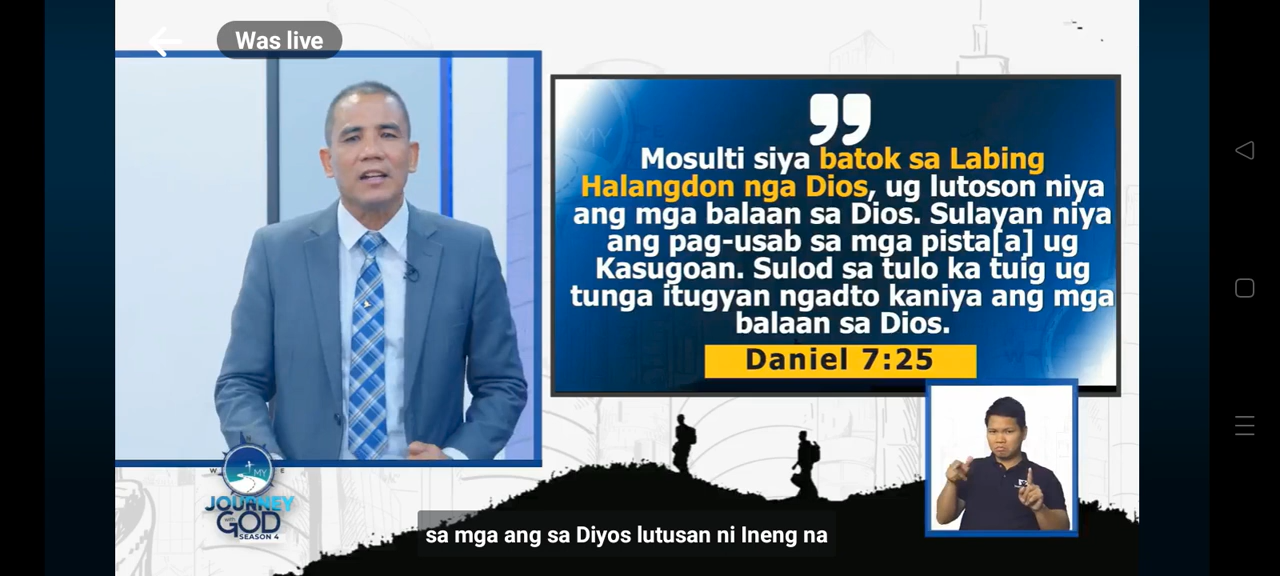 Was live
”
Mosulti siya batok sa Labing
Halangdon nga Dios, ug lutoson niya
ang mga balaan sa Dios. Sulayan niya
ang pag-usab sa mga pista[a] ug
Kasugoan. Sulod sa tulo ka tuig ug
tunga itugyan ngadto kaniya ang mga
balaan sa Dios.
Daniel 7:25
W E
MY
JOURNEY
GOD
SEASON 4
sa mga ang sa Diyos lutusan ni Ineng na